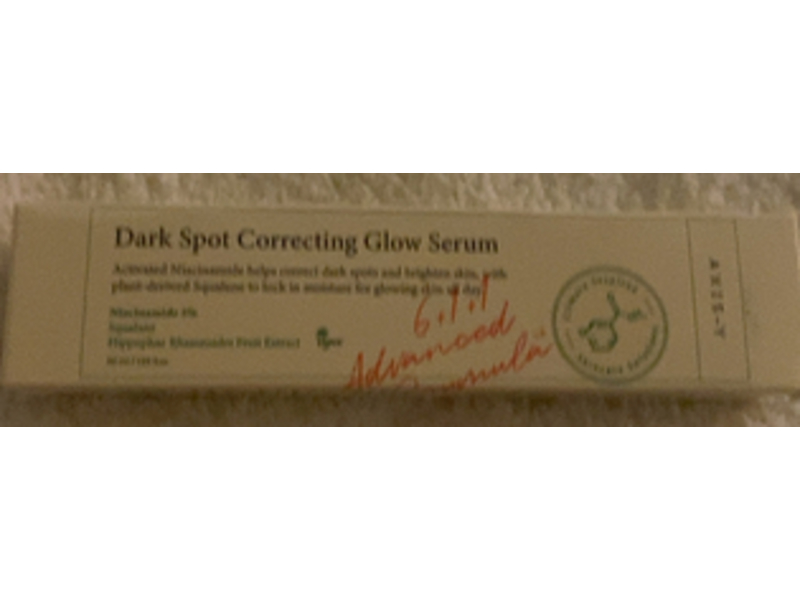 Dark Spot Correcting Glow Serum
Activated Niacinamide helps correct dark spots and brighten skin, with
plant-derived Squalane to lock in moisture for glowing skin all day
Niacinamide 5%
Squalane
Hippophae Rhamnoides Fruit Extract
Vegan
6.1.1
Advanced
Formula
AXIS-Y